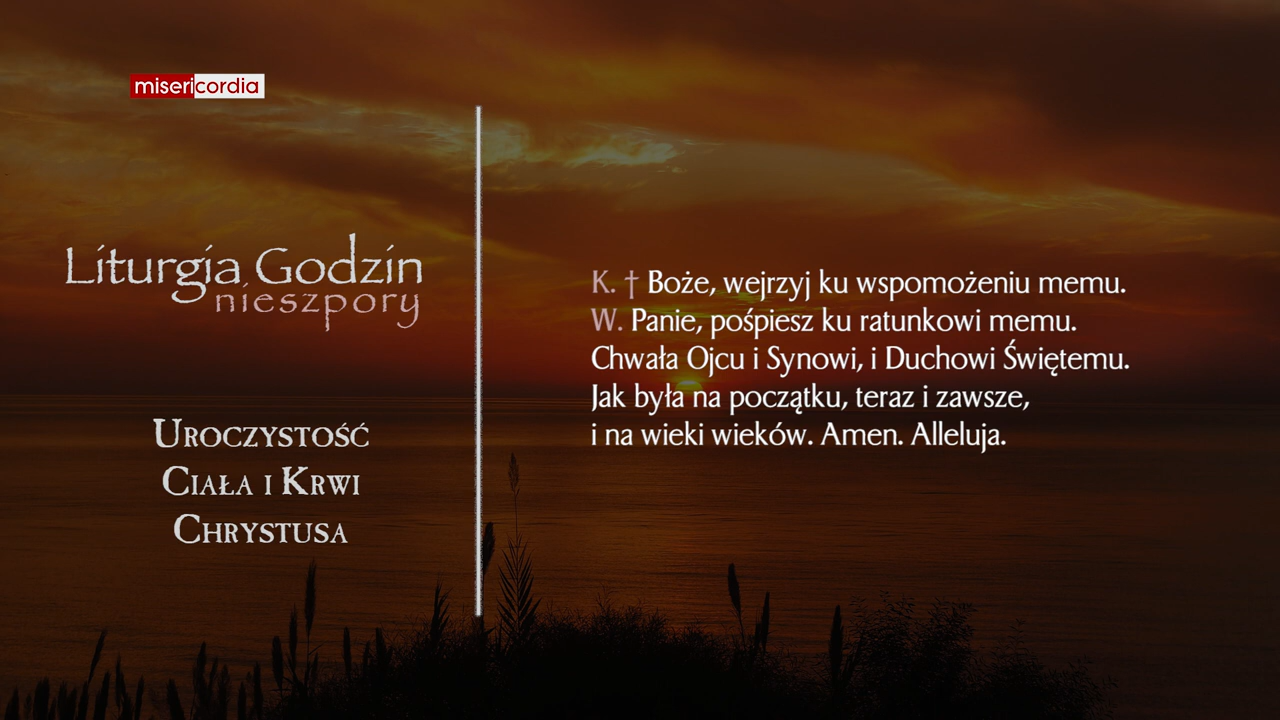 misericordia
Liturgia Godzin
nieszpory
Uroczystość
Ciała i Krwi
Chrystusa
K. † Boże, wejrzyj ku wspomożeniu memu.
W. Panie, pośpiesz ku ratunkowi memu.
Chwała Ojcu i Synowi, i Duchowi Świętemu.
Jak była na początku, teraz i zawsze,
i na wieki wieków. Amen. Alleluja.